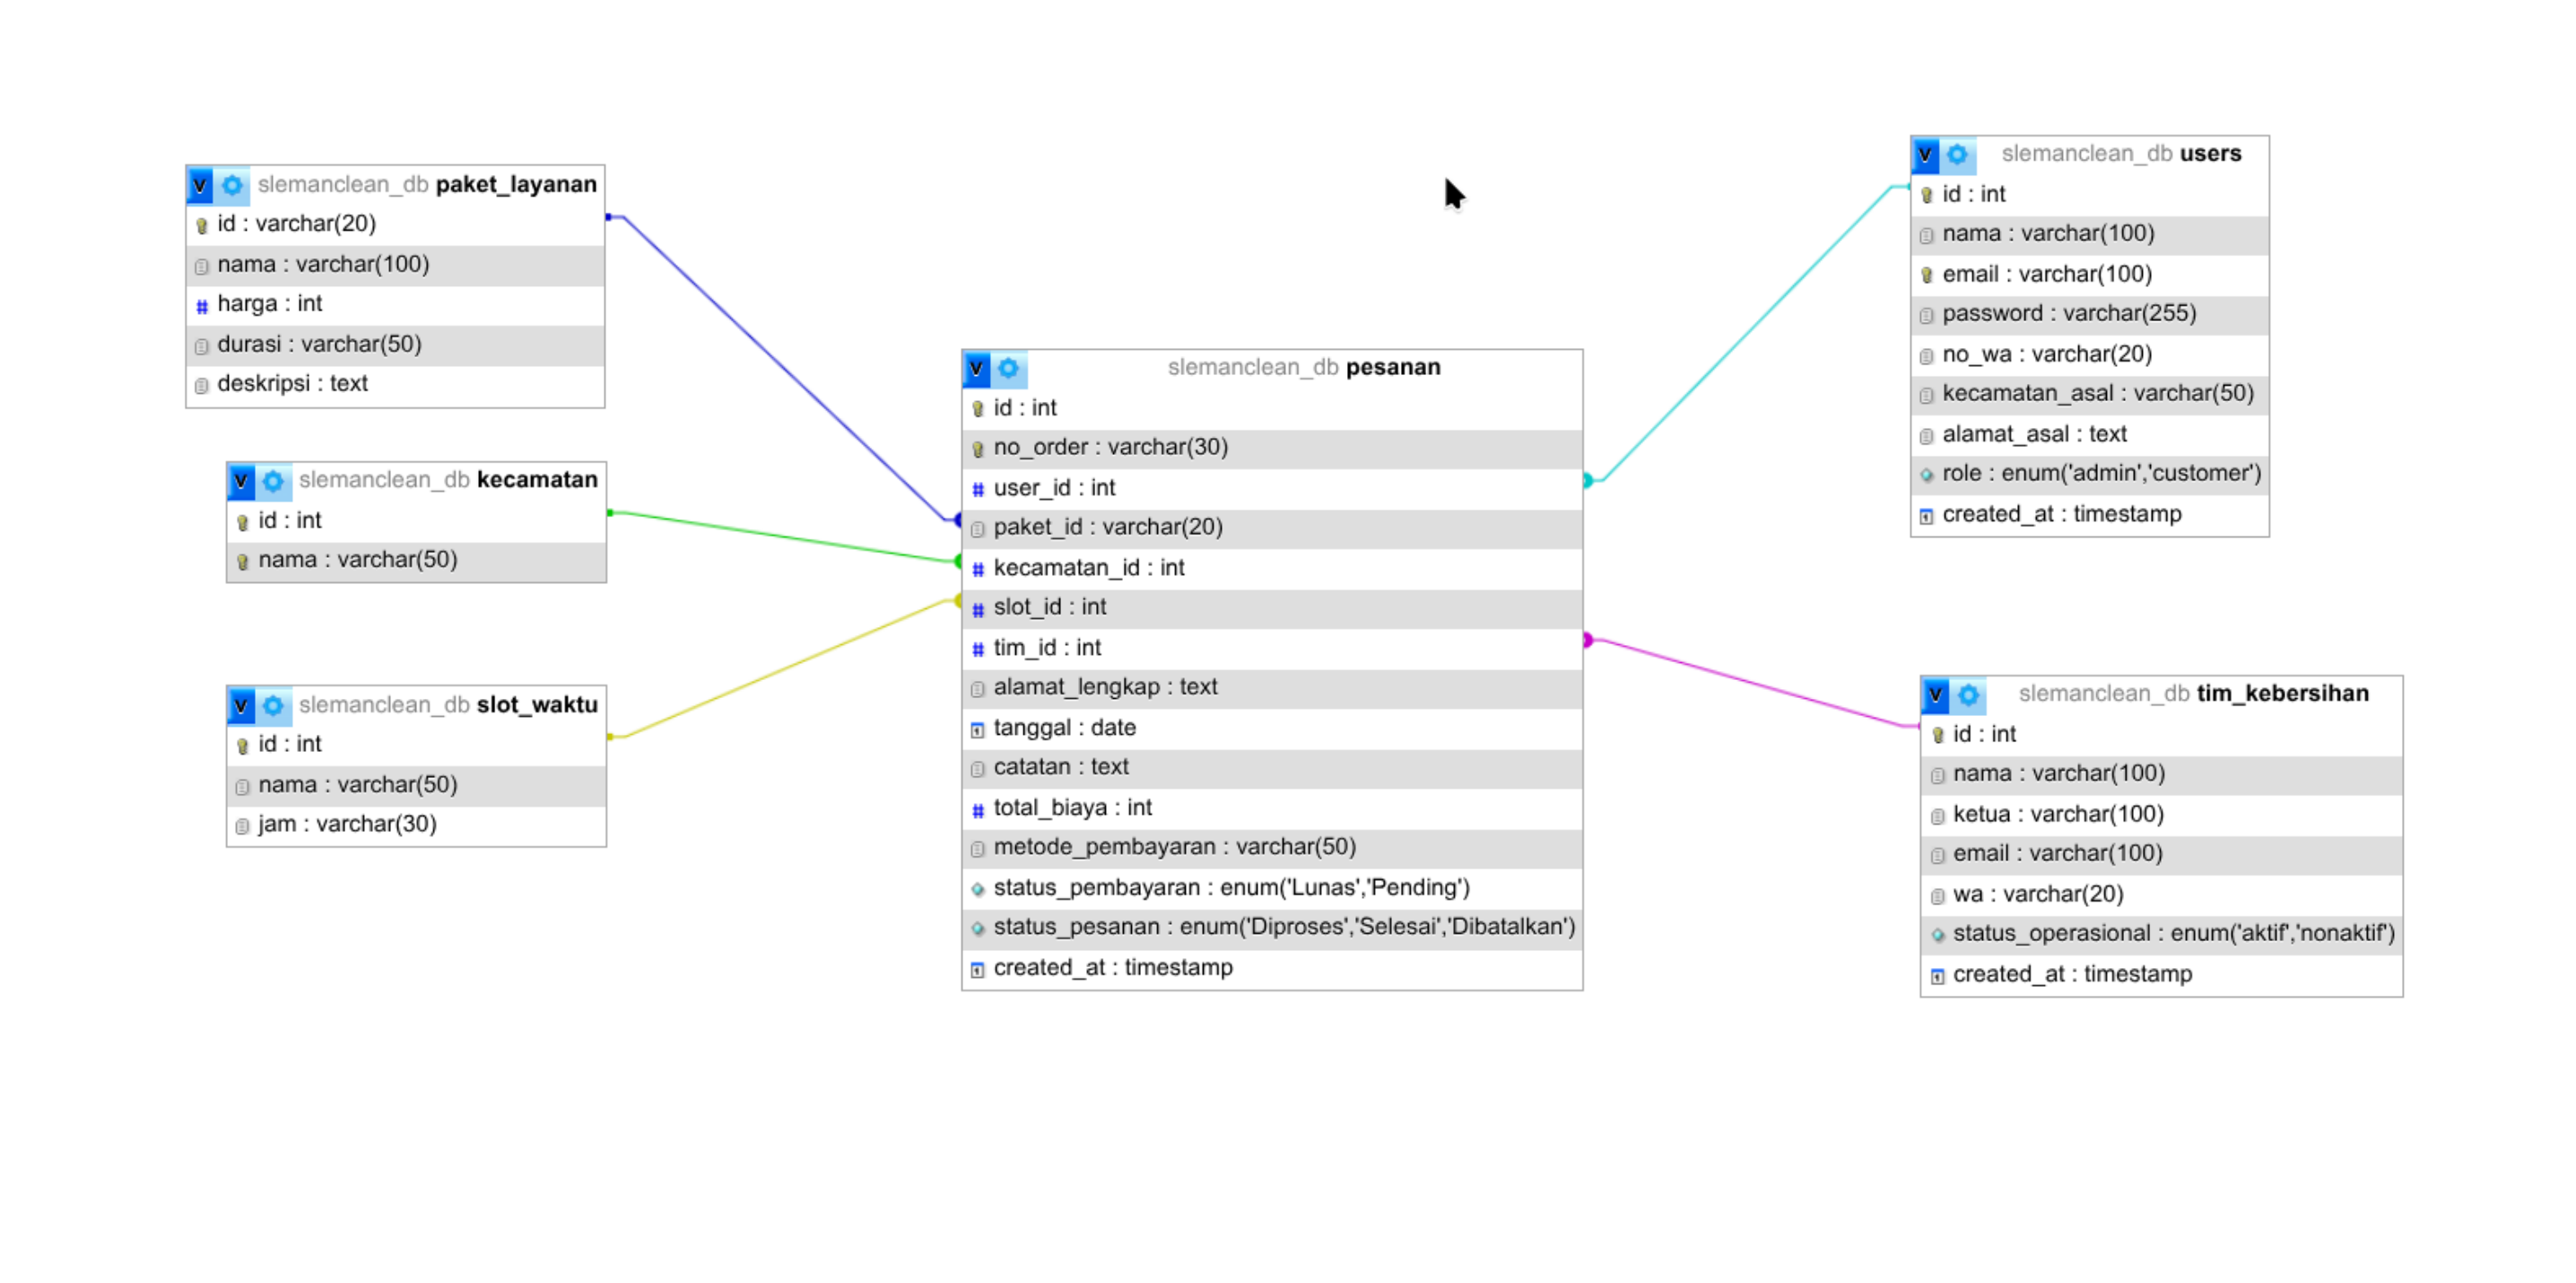 slemanclean_db paket_layanan
id : varchar(20)
nama : varchar(100)
harga : int
durasi : varchar(50)
deskripsi : text
slemanclean_db kecamatan
id : int
nama : varchar(50)
slemanclean_db slot_waktu
id : int
nama : varchar(50)
jam : varchar(30)
slemanclean_db pesanan
id : int
no_order : varchar(30)
user_id : int
paket_id : varchar(20)
kecamatan_id : int
slot_id : int
tim_id : int
alamat_lengkap : text
tanggal : date
catatan : text
total_biaya : int
metode_pembayaran : varchar(50)
status_pembayaran : enum('Lunas','Pending')
status_pesanan : enum('Diproses','Selesai','Dibatalkan')
created_at : timestamp
slemanclean_db users
id : int
nama : varchar(100)
email : varchar(100)
password : varchar(255)
no_wa : varchar(20)
kecamatan_asal : varchar(50)
alamat_asal : text
role : enum('admin','customer')
created_at : timestamp
slemanclean_db tim_kebersihan
id : int
nama : varchar(100)
ketua : varchar(100)
email : varchar(100)
wa : varchar(20)
status_operasional : enum('aktif','nonaktif')
created_at : timestamp